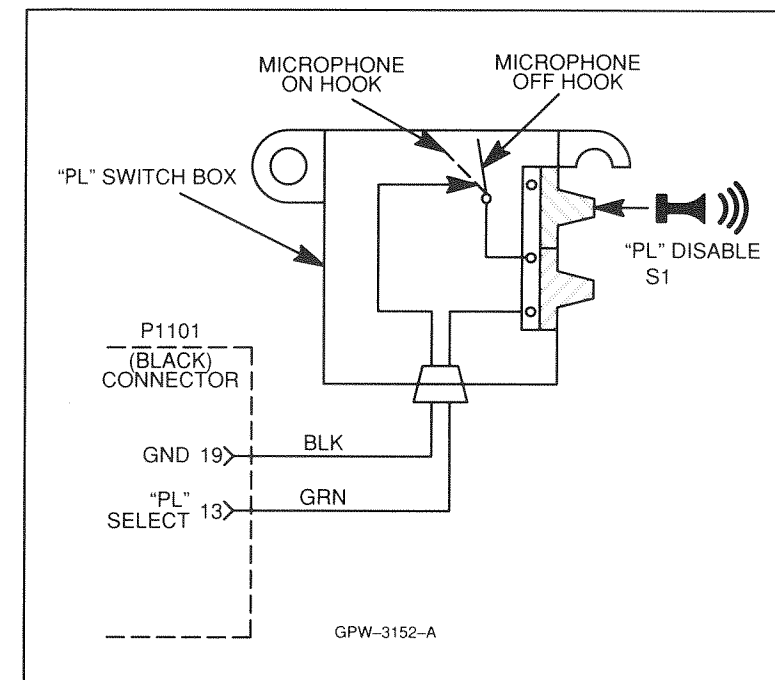 MICROPHONE
ON HOOK
MICROPHONE
OFF HOOK
“PL” SWITCH BOX
“PL” DISABLE
S1
P1101
(BLACK)
CONNECTOR
GND 19
BLK
“PL”
SELECT 13
GRN
GPW–3152–A